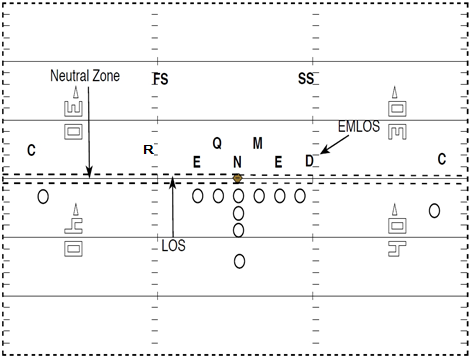 Neutral Zone FS SS
EMLOS
Q M
C R
E N E D C
LOS